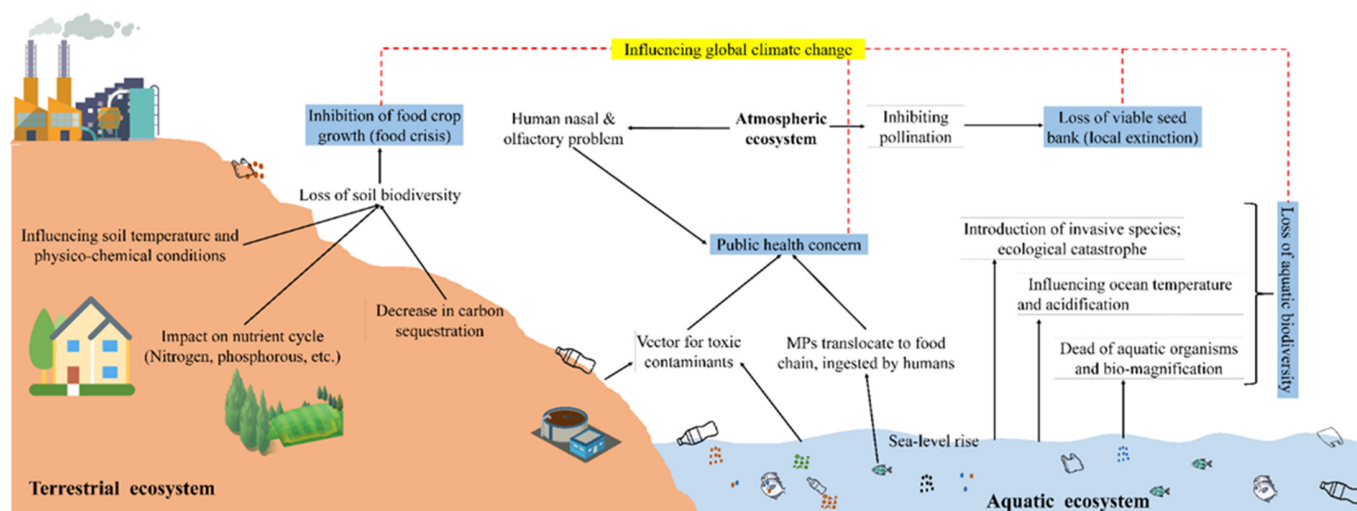 Influencing global climate change
Inhibition of food crop
growth (food crisis)
Human nasal &
olfactory problem
Atmospheric
ecosystem
Inhibiting
pollination
Loss of viable seed
bank (local extinction)
Loss of soil biodiversity
Influencing soil temperature and
physico-chemical conditions
Public health concern
Introduction of invasive species;
ecological catastrophe
Loss of aquatic biodiversity
Influencing ocean temperature
and acidification
Decrease in carbon
sequestration
Impact on nutrient cycle
(Nitrogen, phosphorous, etc.)
Vector for toxic
contaminants
MPs translocate to food
chain, ingested by humans
Dead of aquatic organisms
and bio-magnification
Sea-level rise
Terrestrial ecosystem
Aquatic ecosystem